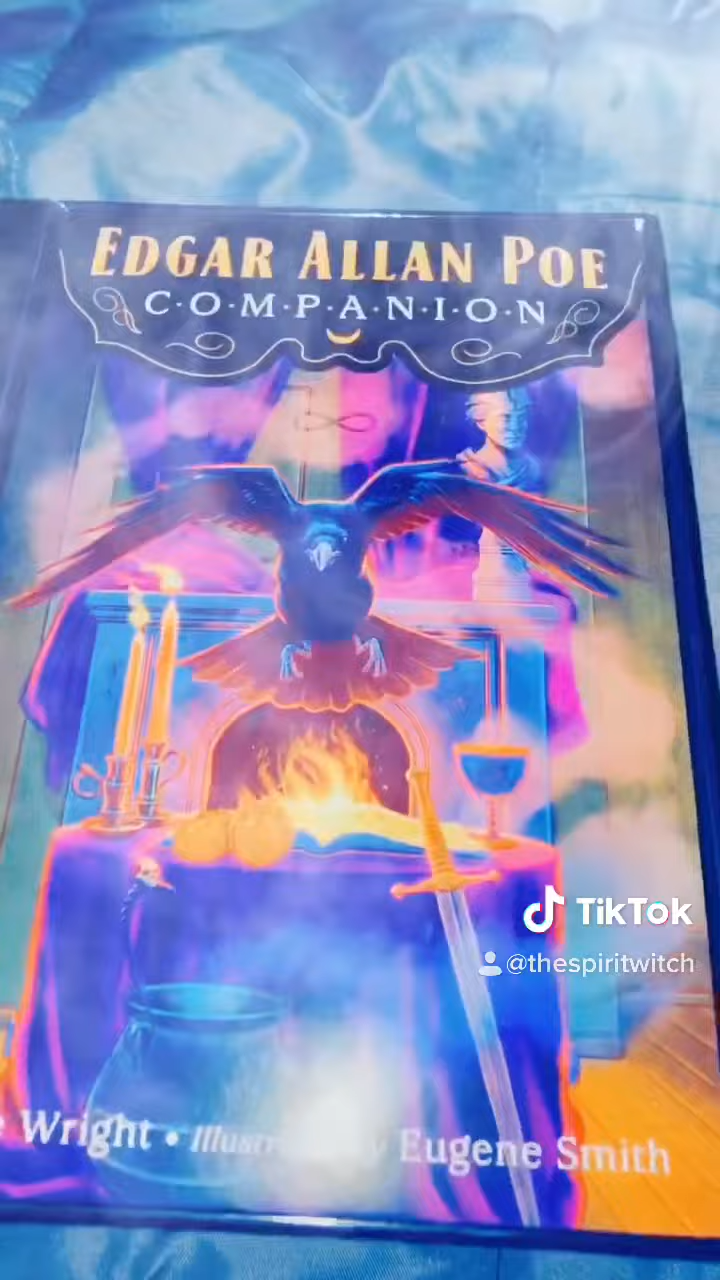 EDGAR ALLAN POE
C·O·M·P·A·N·I·O·N
TikTok
@thespiritwitch
Wright • Eugene Smith